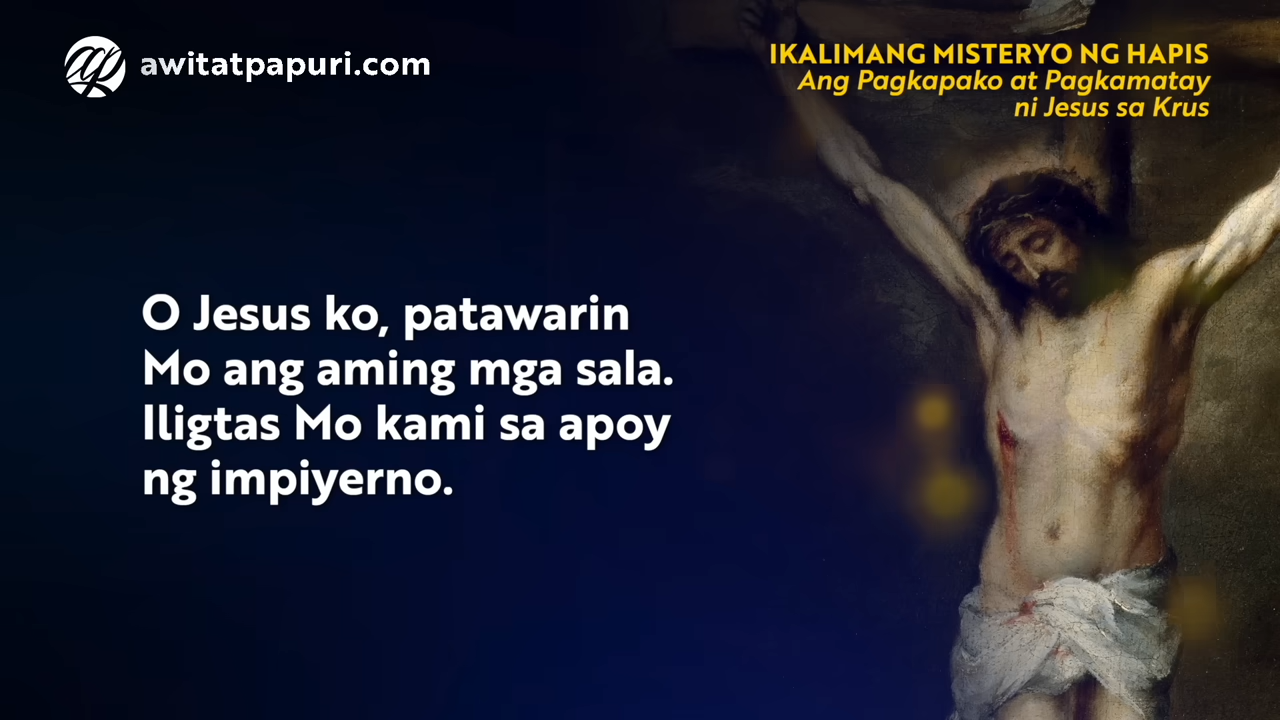 awitatpapuri.com
IKALIMANG MISTERYO NG HAPIS
Ang Pagkapako at Pagkamatay
ni Jesus sa Krus
O Jesus ko, patawarin
Mo ang aming mga sala.
Iligtas Mo kami sa apoy
ng impiyerno.